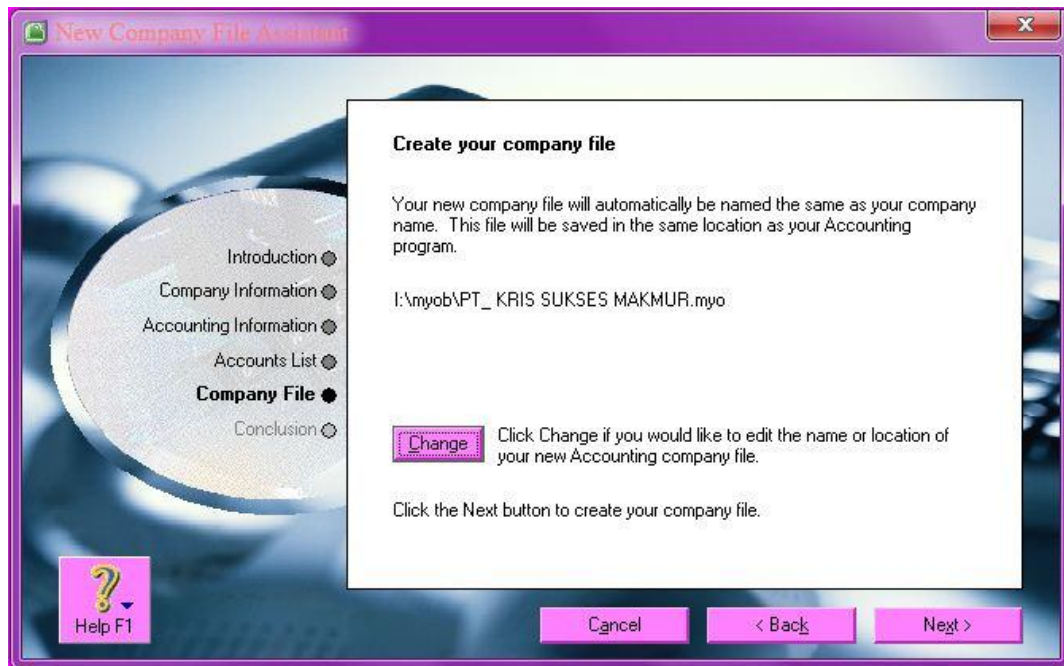 New Company File Assistant
Create your company file
Your new company file will automatically be named the same as your company
name. This file will be saved in the same location as your Accounting
program.
I:\myob\PT_ KRIS SUKSES MAKMUR.myo
Introduction
Company Information
Accounting Information
Accounts List
Company File
Conclusion
Change
Click Change if you would like to edit the name or location of
your new Accounting company file.
Click the Next button to create your company file.
Help F1
Cancel
< Back
Next >